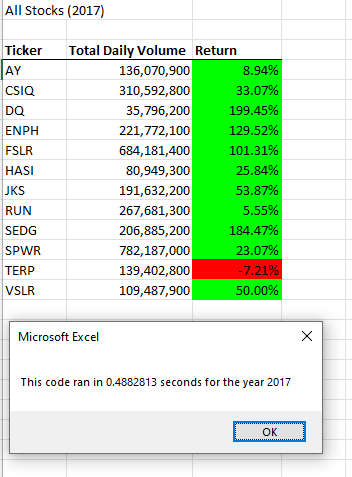 All Stocks (2017)
Ticker Total Daily Volume Return
AY 136,070,900 8.94%
CSIQ 310,592,800 33.07%
DQ 35,796,200 199.45%
ENPH 221,772,100 129.52%
FSLR 684,181,400 101.31%
HASI 80,949,300 25.84%
JKS 191,632,200 53.87%
RUN 267,681,300 5.55%
SEDG 206,885,200 184.47%
SPWR 782,187,000 23.07%
TERP 139,402,800 -7.21%
VSLR 109,487,900 50.00%
Microsoft Excel
This code ran in 0.4882813 seconds for the year 2017
OK